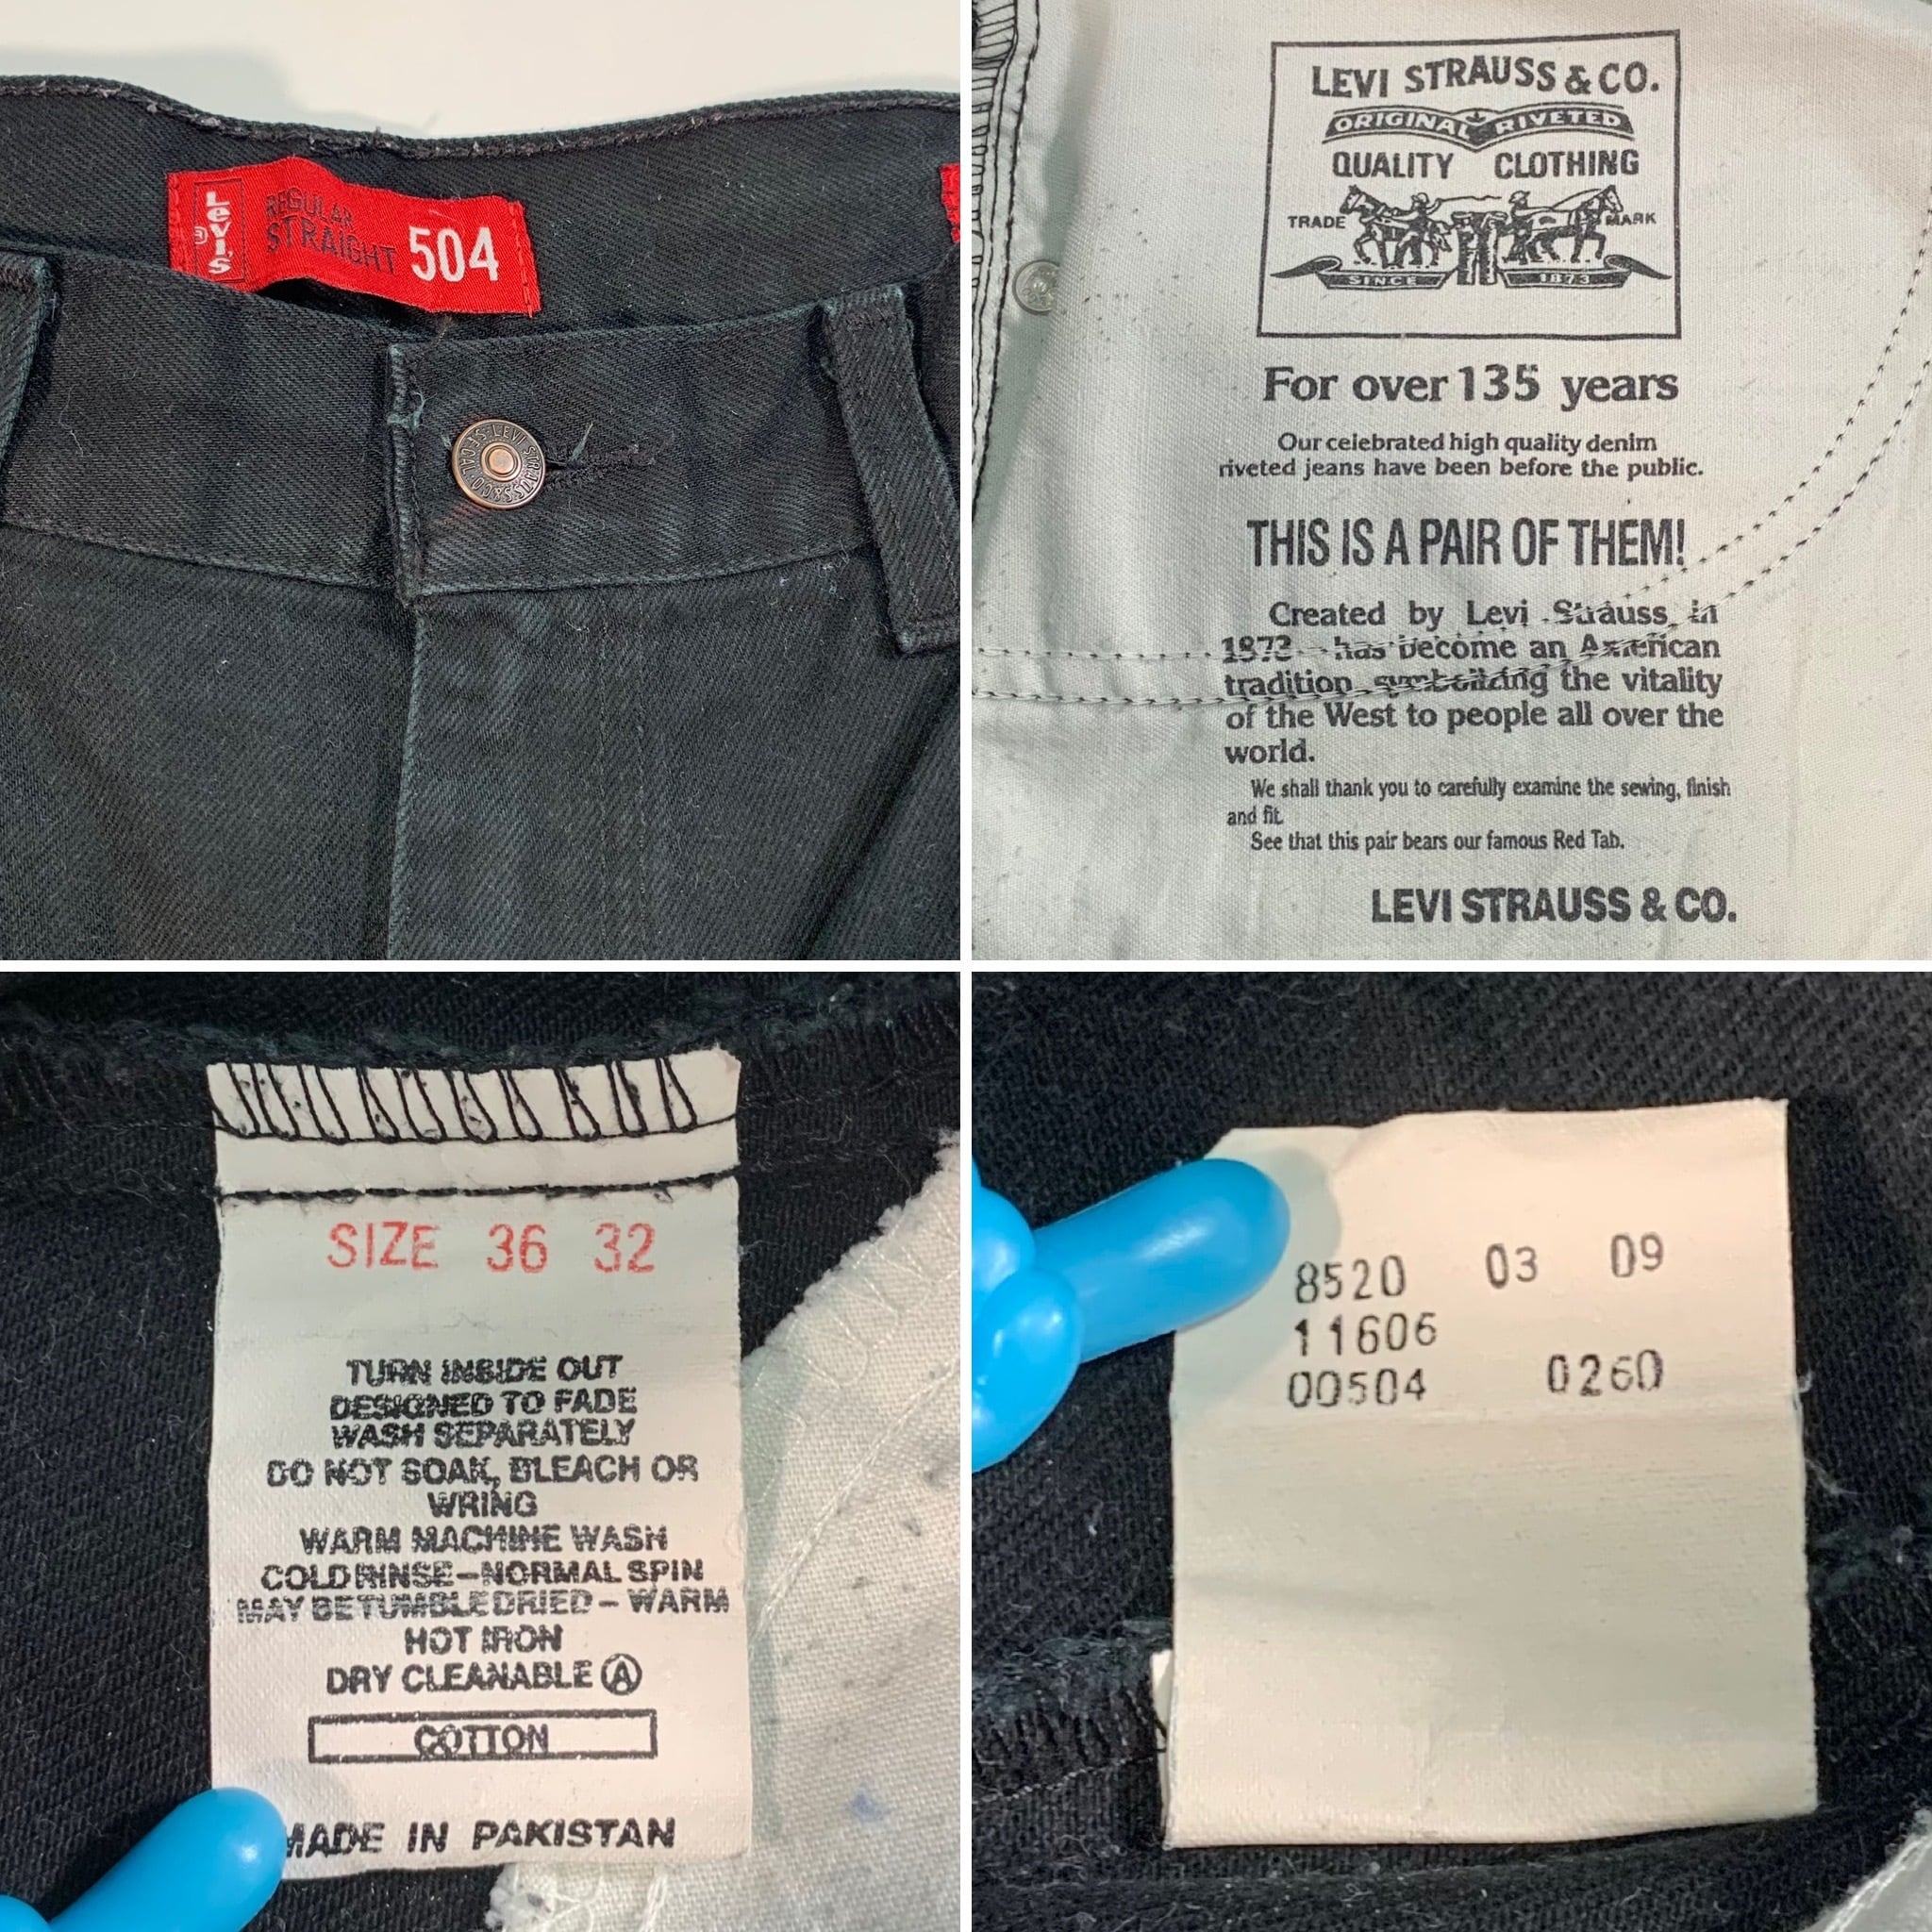 Levi's
REGULAR
STRAIGHT 504
LEVI STRAUSS & CO. S.F. CAL.
LEVI STRAUSS & CO.
ORIGINAL RIVETED
QUALITY CLOTHING
TRADE MARK
SINCE 1873
For over 135 years
Our celebrated high quality denim
riveted jeans have been before the public.
THIS IS A PAIR OF THEM!
Created by Levi Strauss in
1873 has become an American
tradition symbolizing the vitality
of the West to people all over the
world.
We shall thank you to carefully examine the sewing, finish
and fit.
See that this pair bears our famous Red Tab.
LEVI STRAUSS & CO.
SIZE 36 32
TURN INSIDE OUT
DESIGNED TO FADE
WASH SEPARATELY
DO NOT SOAK, BLEACH OR
WRING
WARM MACHINE WASH
COLD RINSE – NORMAL SPIN
MAY BE TUMBLE DRIED – WARM
HOT IRON
DRY CLEANABLE Ⓐ
COTTON
MADE IN PAKISTAN
8520 03 09
11606
00504 0260